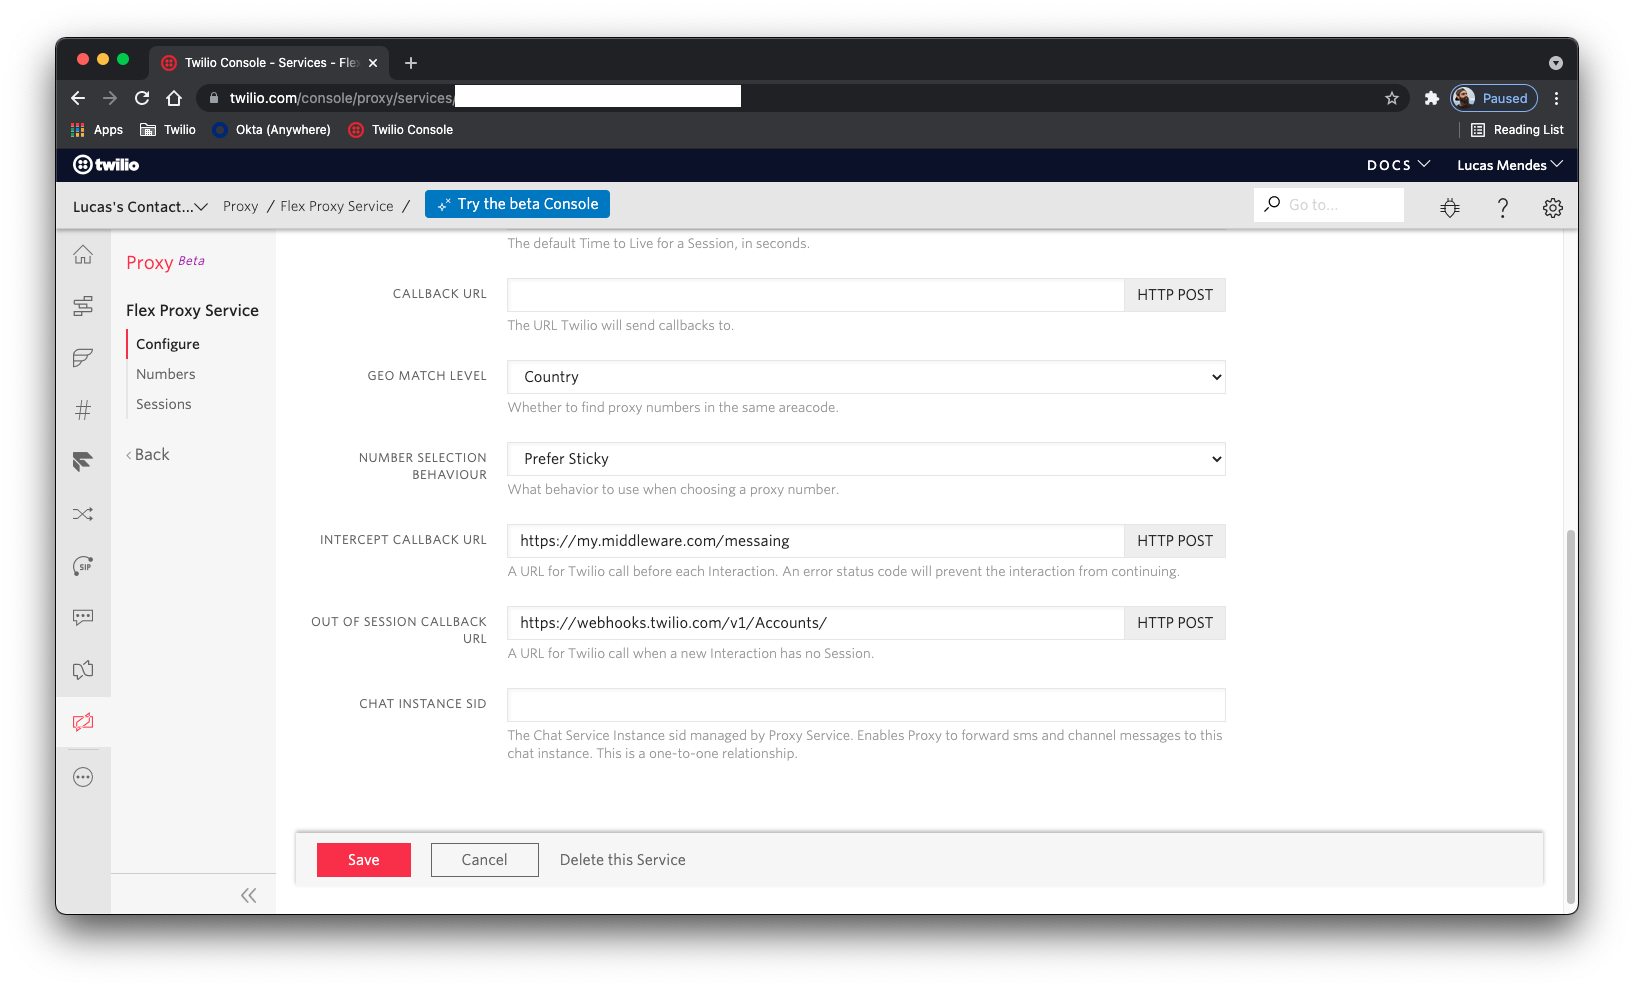 Twilio Console - Services - Fle
twilio.com/console/proxy/services/
Paused
Apps
Twilio
Okta (Anywhere)
Twilio Console
Reading List
twilio
DOCS
Lucas Mendes
Lucas's Contact...
Proxy / Flex Proxy Service /
Try the beta Console
Go to...
Proxy Beta
Flex Proxy Service
Configure
Numbers
Sessions
‹ Back
SIP
The default Time to Live for a Session, in seconds.
CALLBACK URL
HTTP POST
The URL Twilio will send callbacks to.
GEO MATCH LEVEL
Country
Whether to find proxy numbers in the same areacode.
NUMBER SELECTION
BEHAVIOUR
Prefer Sticky
What behavior to use when choosing a proxy number.
INTERCEPT CALLBACK URL
https://my.middleware.com/messaing
HTTP POST
A URL for Twilio call before each Interaction. An error status code will prevent the interaction from continuing.
OUT OF SESSION CALLBACK
URL
https://webhooks.twilio.com/v1/Accounts/
HTTP POST
A URL for Twilio call when a new Interaction has no Session.
CHAT INSTANCE SID
The Chat Service Instance sid managed by Proxy Service. Enables Proxy to forward sms and channel messages to this
chat instance. This is a one-to-one relationship.
Save
Cancel
Delete this Service